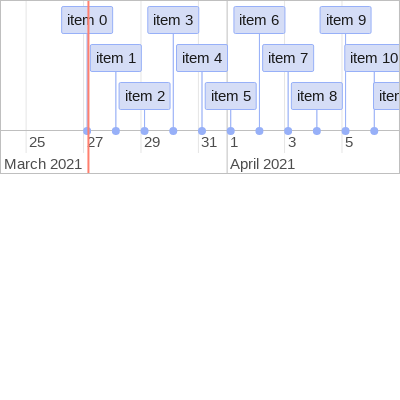 item 0 item 3 item 6 item 9
item 1 item 4 item 7 item 10
item 2 item 5 item 8
25 27 29 31 1 3 5
March 2021 April 2021